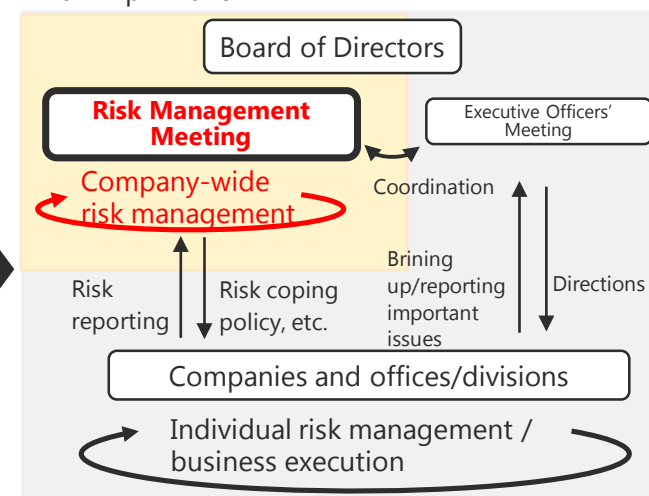 Board of Directors
Risk Management
Meeting
Executive Officers'
Meeting
Company-wide
risk management
Coordination
Risk
reporting
Risk coping
policy, etc.
Brining
up/reporting
important
issues
Directions
Companies and offices/divisions
Individual risk management /
business execution